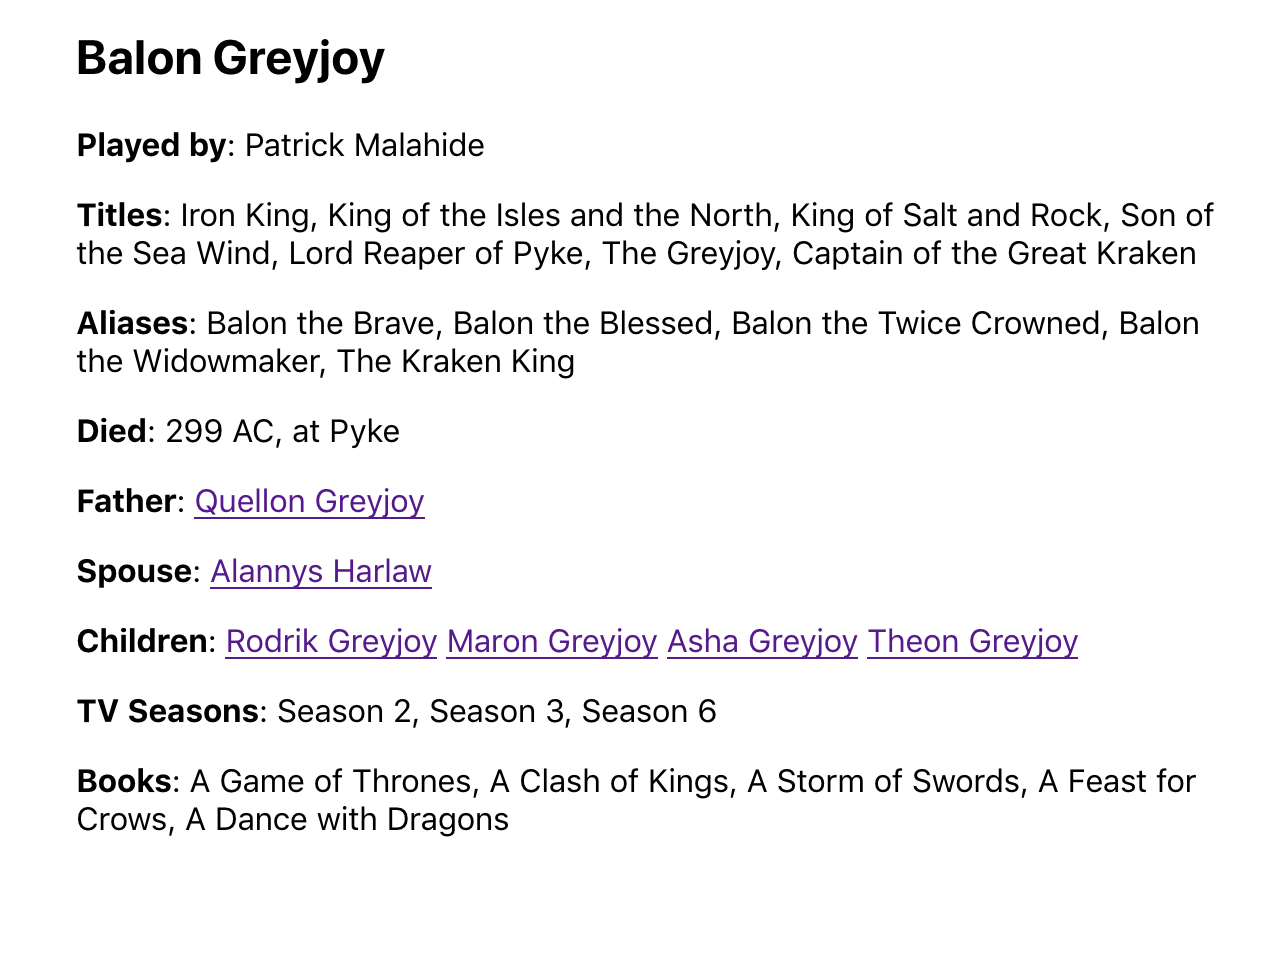 Balon Greyjoy
Played by: Patrick Malahide
Titles: Iron King, King of the Isles and the North, King of Salt and Rock, Son of
the Sea Wind, Lord Reaper of Pyke, The Greyjoy, Captain of the Great Kraken
Aliases: Balon the Brave, Balon the Blessed, Balon the Twice Crowned, Balon
the Widowmaker, The Kraken King
Died: 299 AC, at Pyke
Father: Quellon Greyjoy
Spouse: Alannys Harlaw
Children: Rodrik Greyjoy Maron Greyjoy Asha Greyjoy Theon Greyjoy
TV Seasons: Season 2, Season 3, Season 6
Books: A Game of Thrones, A Clash of Kings, A Storm of Swords, A Feast for
Crows, A Dance with Dragons